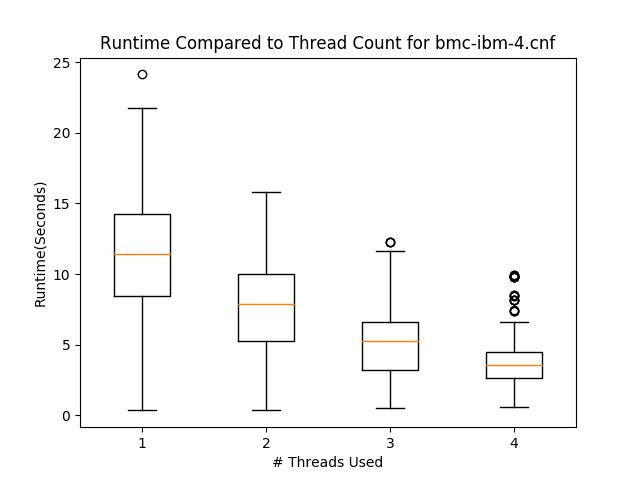 Runtime Compared to Thread Count for bmc-ibm-4.cnf
25
20
15
10
5
0
Runtime(Seconds)
1 2 3 4
# Threads Used